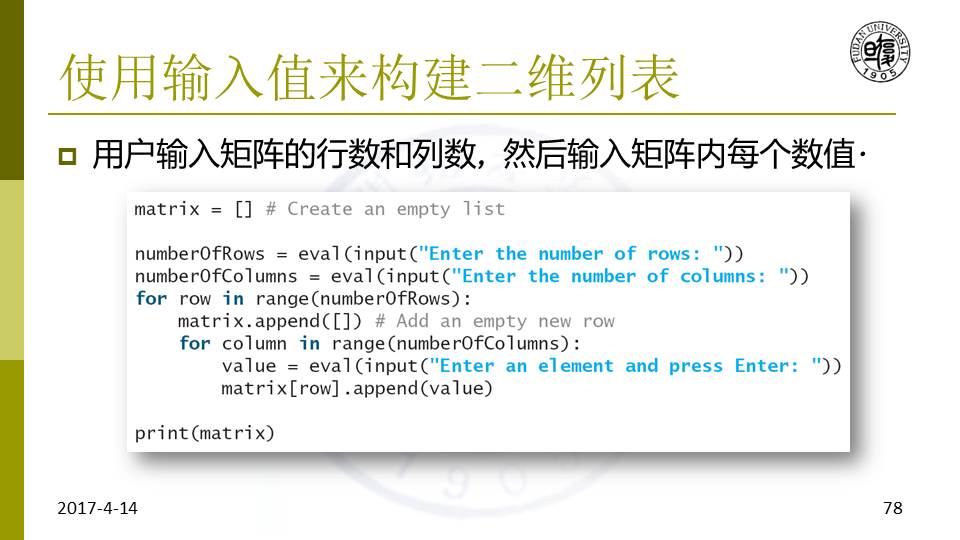 使用输入值来构建二维列表
FUDAN UNIVERSITY
1905
用户输入矩阵的行数和列数，然后输入矩阵内每个数值·
matrix = [] # Create an empty list
numberOfRows = eval(input("Enter the number of rows: "))
numberOfColumns = eval(input("Enter the number of columns: "))
for row in range(numberOfRows):
    matrix.append([]) # Add an empty new row
    for column in range(numberOfColumns):
        value = eval(input("Enter an element and press Enter: "))
        matrix[row].append(value)
print(matrix)
1905
2017-4-14
78